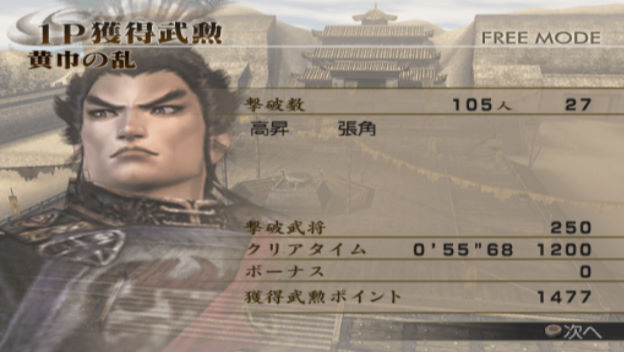 1P獲得武勲
FREE MODE
黄巾の乱
撃破数 105人 27
高昇 張角
撃破武将 250
クリアタイム 0'55"68 1200
ボーナス 0
獲得武勲ポイント 1477
次へ